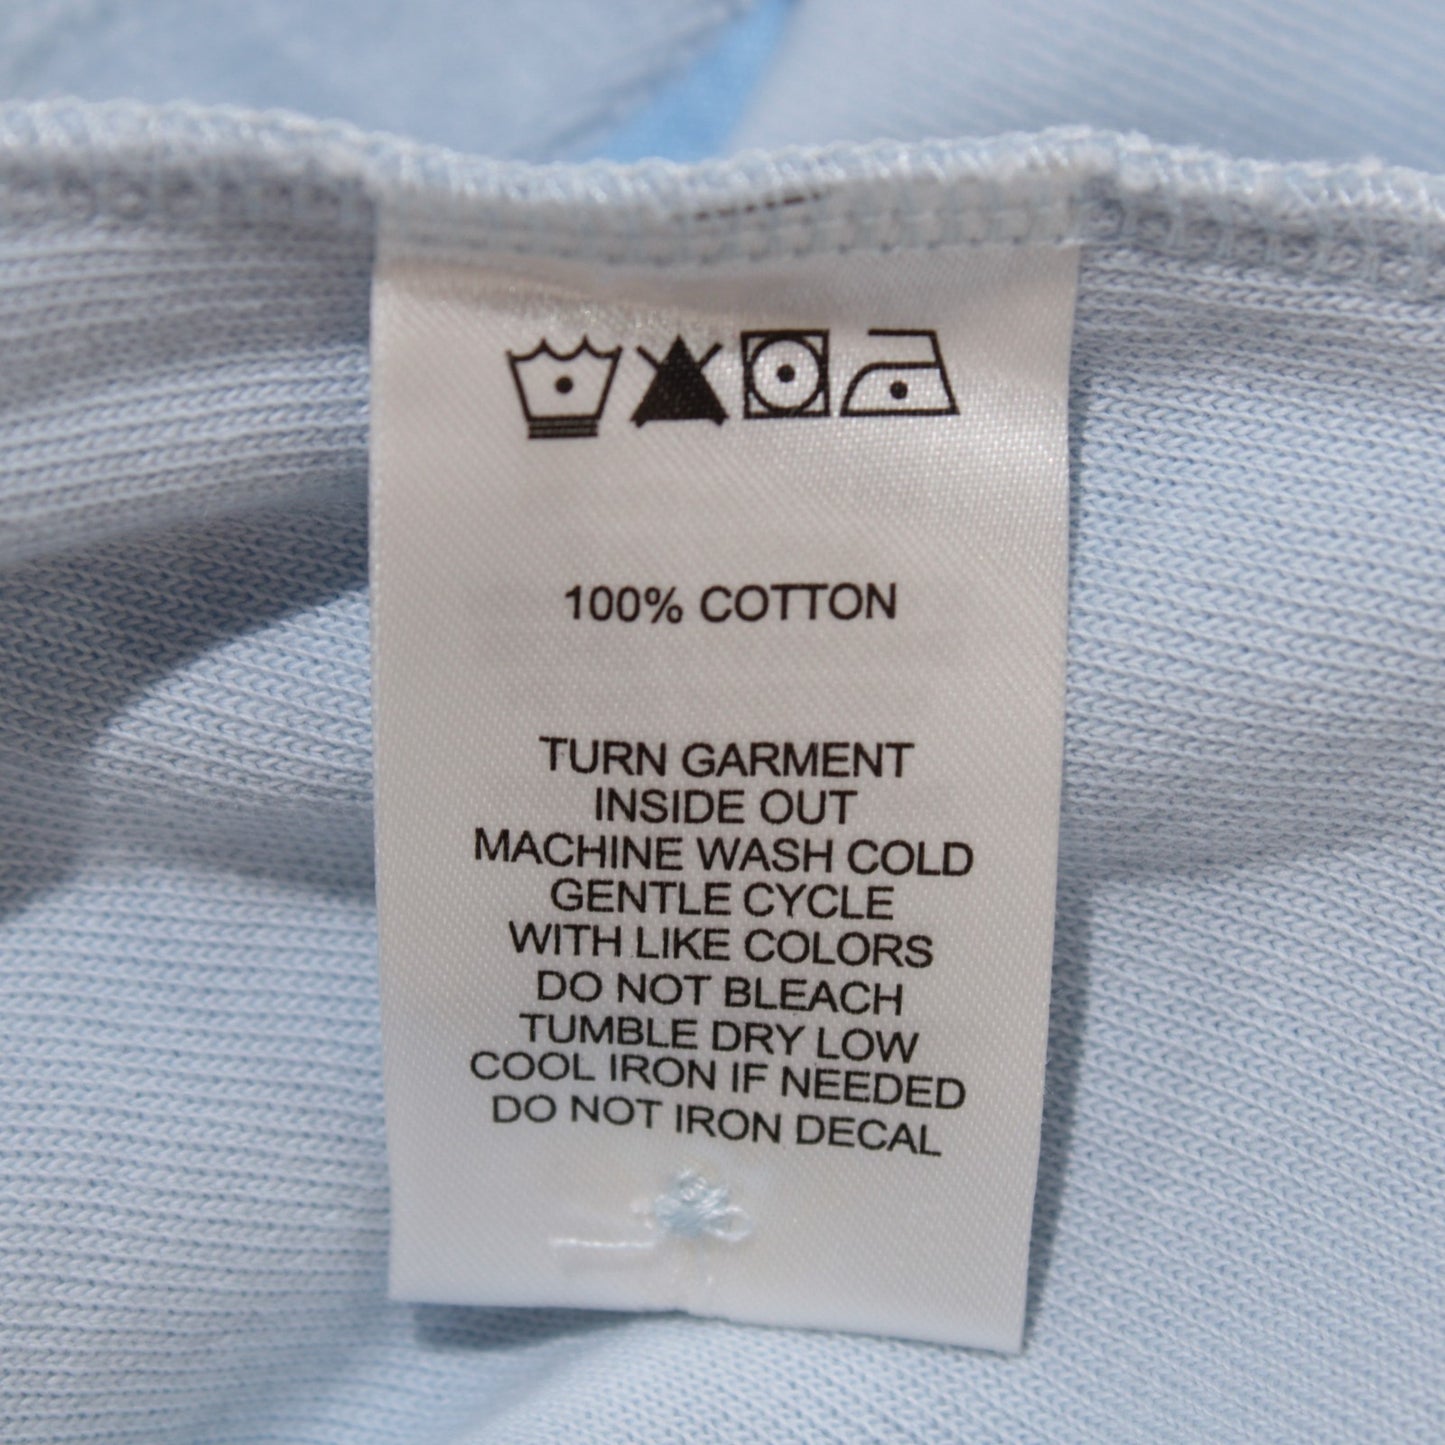 100% COTTON
TURN GARMENT
INSIDE OUT
MACHINE WASH COLD
GENTLE CYCLE
WITH LIKE COLORS
DO NOT BLEACH
TUMBLE DRY LOW
COOL IRON IF NEEDED
DO NOT IRON DECAL